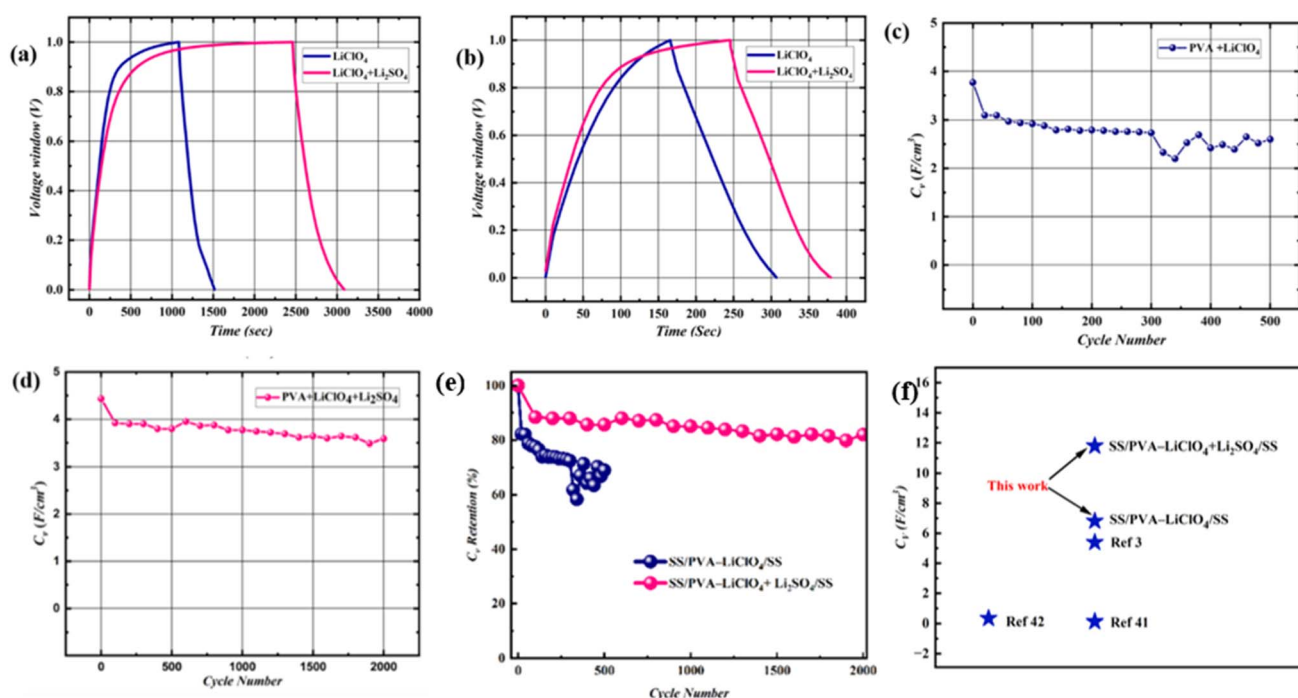 (a)
LiClO₄
LiClO₄+Li₂SO₄
Voltage window (V)
1.0
0.8
0.6
0.4
0.2
0.0
0 500 1000 1500 2000 2500 3000 3500 4000
Time (sec)
(b)
LiClO₄
LiClO₄+Li₂SO₄
Voltage window (V)
1.0
0.8
0.6
0.4
0.2
0.0
0 50 100 150 200 250 300 350 400
Time (Sec)
(c)
PVA +LiClO₄
Cᵥ (F/cm³)
5
4
3
2
1
0
0 100 200 300 400 500
Cycle Number
(d)
PVA+LiClO₄+Li₂SO₄
Cᵥ (F/cm³)
5
4
3
4
1
0
0 500 1000 1500 2000
Cycle Number
(e)
Cᵥ Retention (%)
100
80
60
40
20
0
SS/PVA–LiClO₄/SS
SS/PVA–LiClO₄+ Li₂SO₄/SS
0 500 1000 1500 2000
Cycle Number
(f)
Cᵥ (F/cm³)
16
14
12
10
8
6
4
2
0
−2
SS/PVA–LiClO₄+Li₂SO₄/SS
This work
SS/PVA–LiClO₄/SS
Ref 3
Ref 42
Ref 41